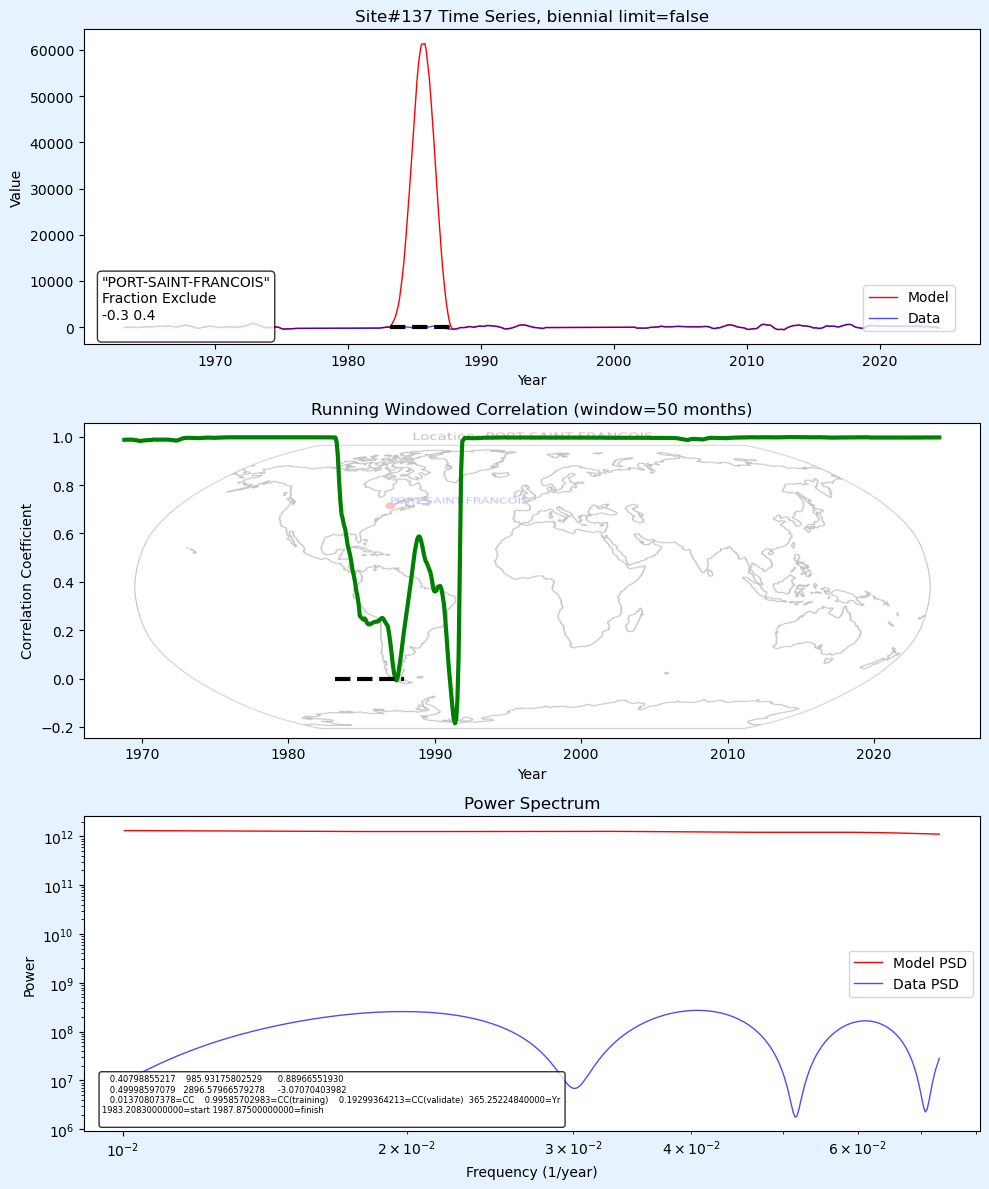 Site#137 Time Series, biennial limit=false
60000
50000
40000
30000
20000
10000
0
Value
"PORT-SAINT-FRANCOIS"
Fraction Exclude
-0.3 0.4
Model
Data
1970
1980
1990
2000
2010
2020
Year
Running Windowed Correlation (window=50 months)
Location: PORT-SAINT-FRANCOIS
PORT-SAINT-FRANCOIS
1.0
0.8
0.6
0.4
0.2
0.0
−0.2
Correlation Coefficient
1970
1980
1990
2000
2010
2020
Year
Power Spectrum
10^12
10^11
10^10
10^9
10^8
10^7
10^6
Power
Model PSD
Data PSD
0.40798855217 985.93175802529 0.88966551930
0.49998597079 2896.57966579278 -3.07070403982
0.01370807378=CC 0.99585702983=CC(training) 0.19299364213=CC(validate) 365.25224840000=Yr
1983.20830000000=start 1987.87500000000=finish
10^−2
2 × 10^−2
3 × 10^−2
4 × 10^−2
6 × 10^−2
Frequency (1/year)